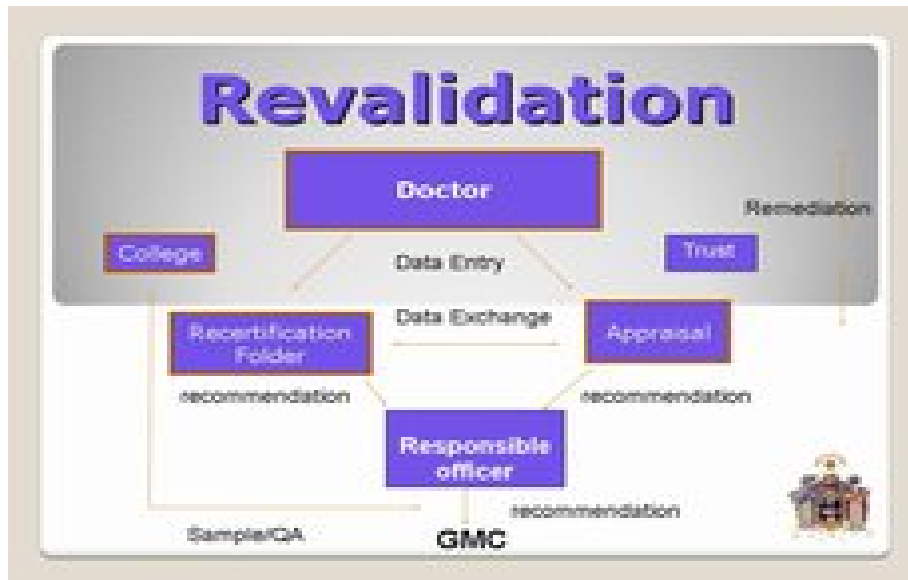 Revalidation
Doctor
Remediation
College
Data Entry
Trust
Recertification
Folder
Data Exchange
Appraisal
recommendation
recommendation
Responsible
officer
recommendation
Sample/QA
GMC